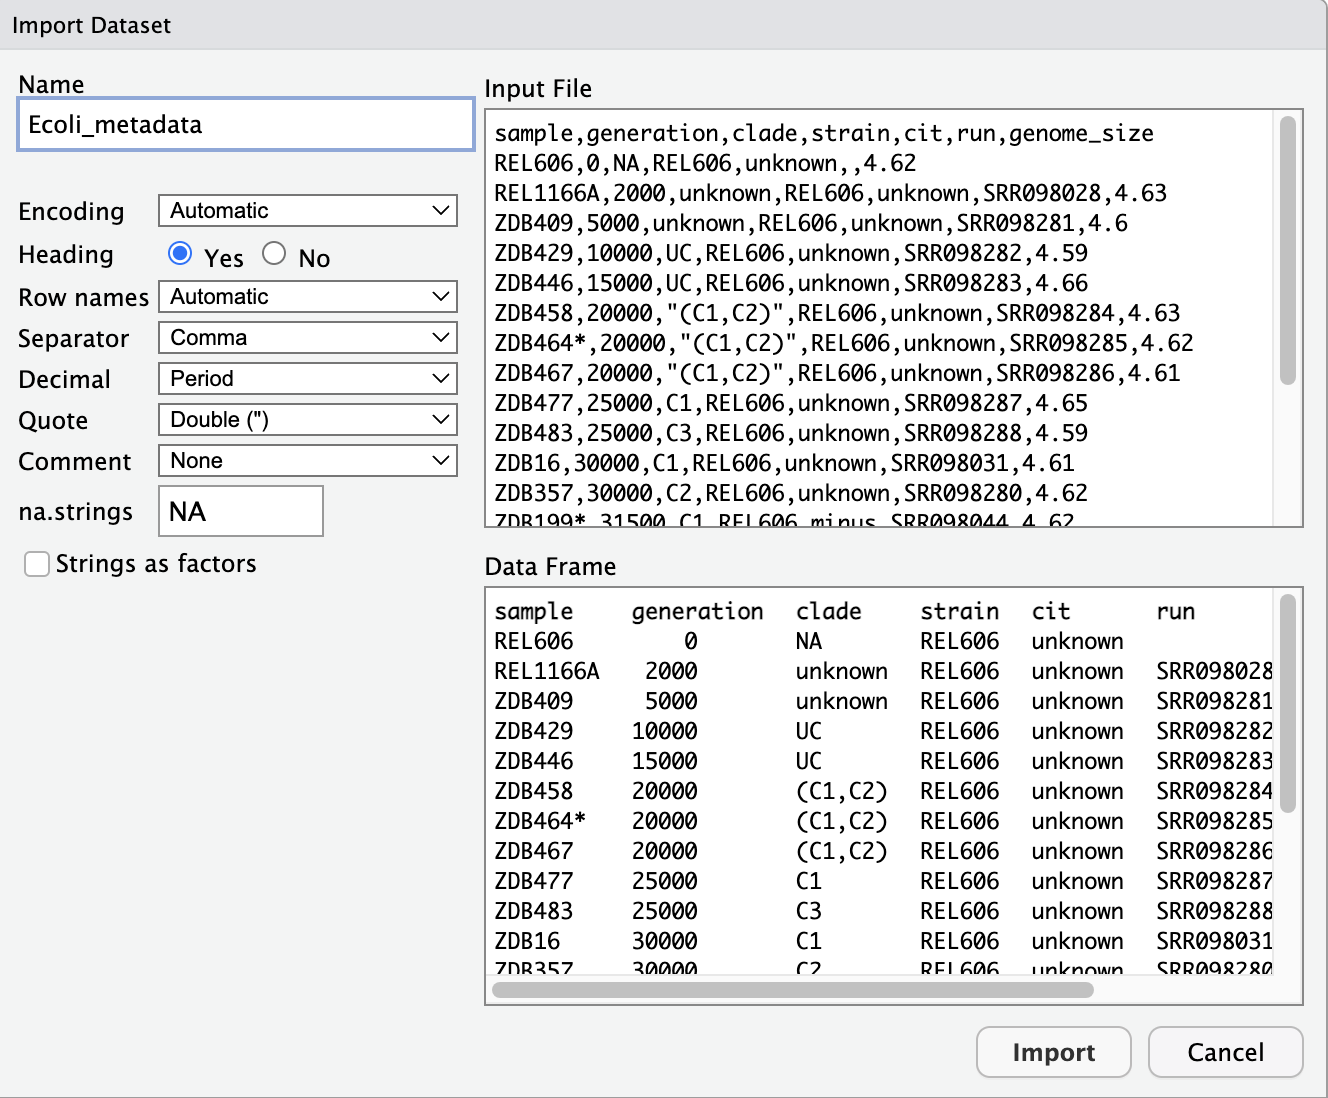 Import Dataset
Name
Ecoli_metadata
Encoding Automatic
Heading Yes No
Row names Automatic
Separator Comma
Decimal Period
Quote Double (")
Comment None
na.strings NA
Strings as factors
Input File
sample,generation,clade,strain,cit,run,genome_size
REL606,0,NA,REL606,unknown,,4.62
REL1166A,2000,unknown,REL606,unknown,SRR098028,4.63
ZDB409,5000,unknown,REL606,unknown,SRR098281,4.6
ZDB429,10000,UC,REL606,unknown,SRR098282,4.59
ZDB446,15000,UC,REL606,unknown,SRR098283,4.66
ZDB458,20000,"(C1,C2)",REL606,unknown,SRR098284,4.63
ZDB464*,20000,"(C1,C2)",REL606,unknown,SRR098285,4.62
ZDB467,20000,"(C1,C2)",REL606,unknown,SRR098286,4.61
ZDB477,25000,C1,REL606,unknown,SRR098287,4.65
ZDB483,25000,C3,REL606,unknown,SRR098288,4.59
ZDB16,30000,C1,REL606,unknown,SRR098031,4.61
ZDB357,30000,C2,REL606,unknown,SRR098280,4.62
ZDB199*,31500,C1,REL606,minus,SRR098044,4.62
Data Frame
sample generation clade strain cit run
REL606 0 NA REL606 unknown
REL1166A 2000 unknown REL606 unknown SRR098028
ZDB409 5000 unknown REL606 unknown SRR098281
ZDB429 10000 UC REL606 unknown SRR098282
ZDB446 15000 UC REL606 unknown SRR098283
ZDB458 20000 (C1,C2) REL606 unknown SRR098284
ZDB464* 20000 (C1,C2) REL606 unknown SRR098285
ZDB467 20000 (C1,C2) REL606 unknown SRR098286
ZDB477 25000 C1 REL606 unknown SRR098287
ZDB483 25000 C3 REL606 unknown SRR098288
ZDB16 30000 C1 REL606 unknown SRR098031
ZDB357 30000 C2 REL606 unknown SRR098280
Import Cancel